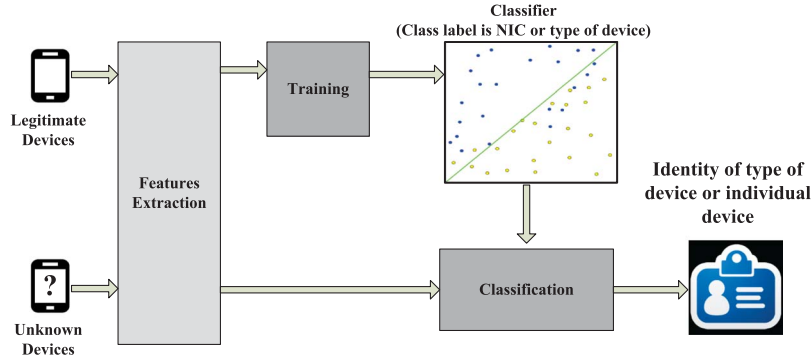 Classifier
(Class label is NIC or type of device)
Legitimate
Devices
Training
Features
Extraction
Identity of type of
device or individual
device
?
Unknown
Devices
Classification